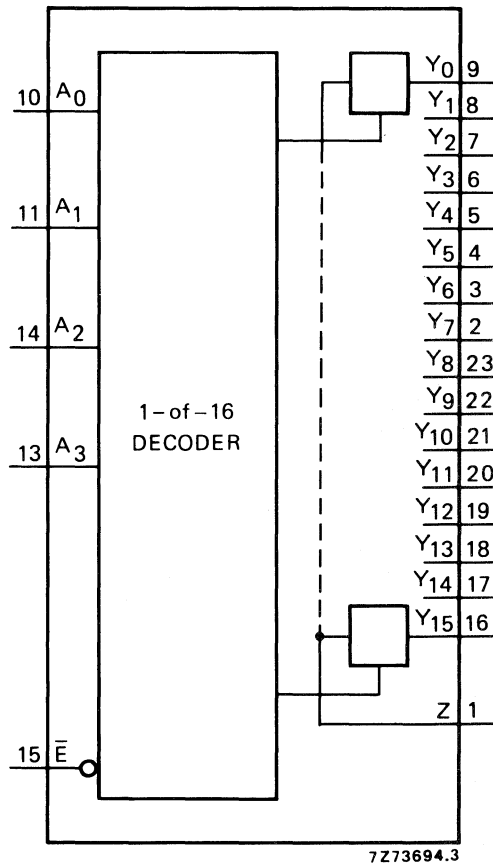 10 A0
11 A1
14 A2
13 A3
15 E̅
1-of-16
DECODER
Y0 9
Y1 8
Y2 7
Y3 6
Y4 5
Y5 4
Y6 3
Y7 2
Y8 23
Y9 22
Y10 21
Y11 20
Y12 19
Y13 18
Y14 17
Y15 16
Z 1
7Z73694.3